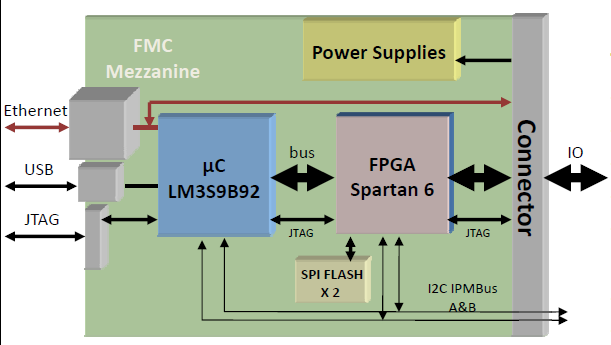 FMC
Mezzanine
Power Supplies
Ethernet
USB
JTAG
µC
LM3S9B92
bus
JTAG
FPGA
Spartan 6
JTAG
SPI FLASH
X 2
I2C IPMBus
A&B
Connector
IO